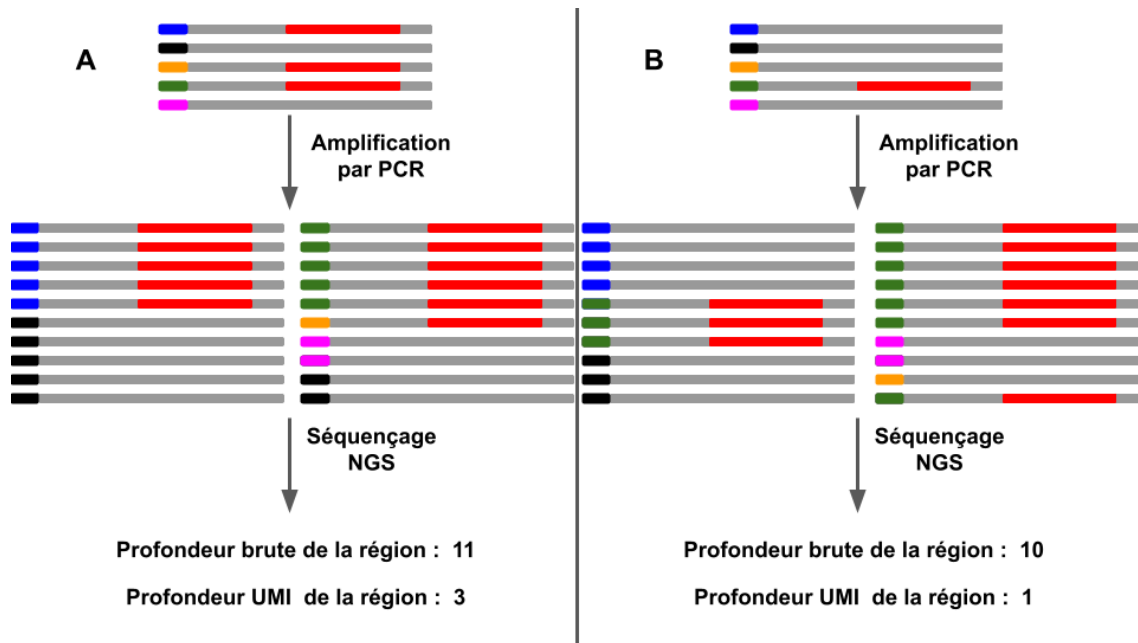 A
Amplification
par PCR
Séquençage
NGS
Profondeur brute de la région : 11
Profondeur UMI de la région : 3
B
Amplification
par PCR
Séquençage
NGS
Profondeur brute de la région : 10
Profondeur UMI de la région : 1